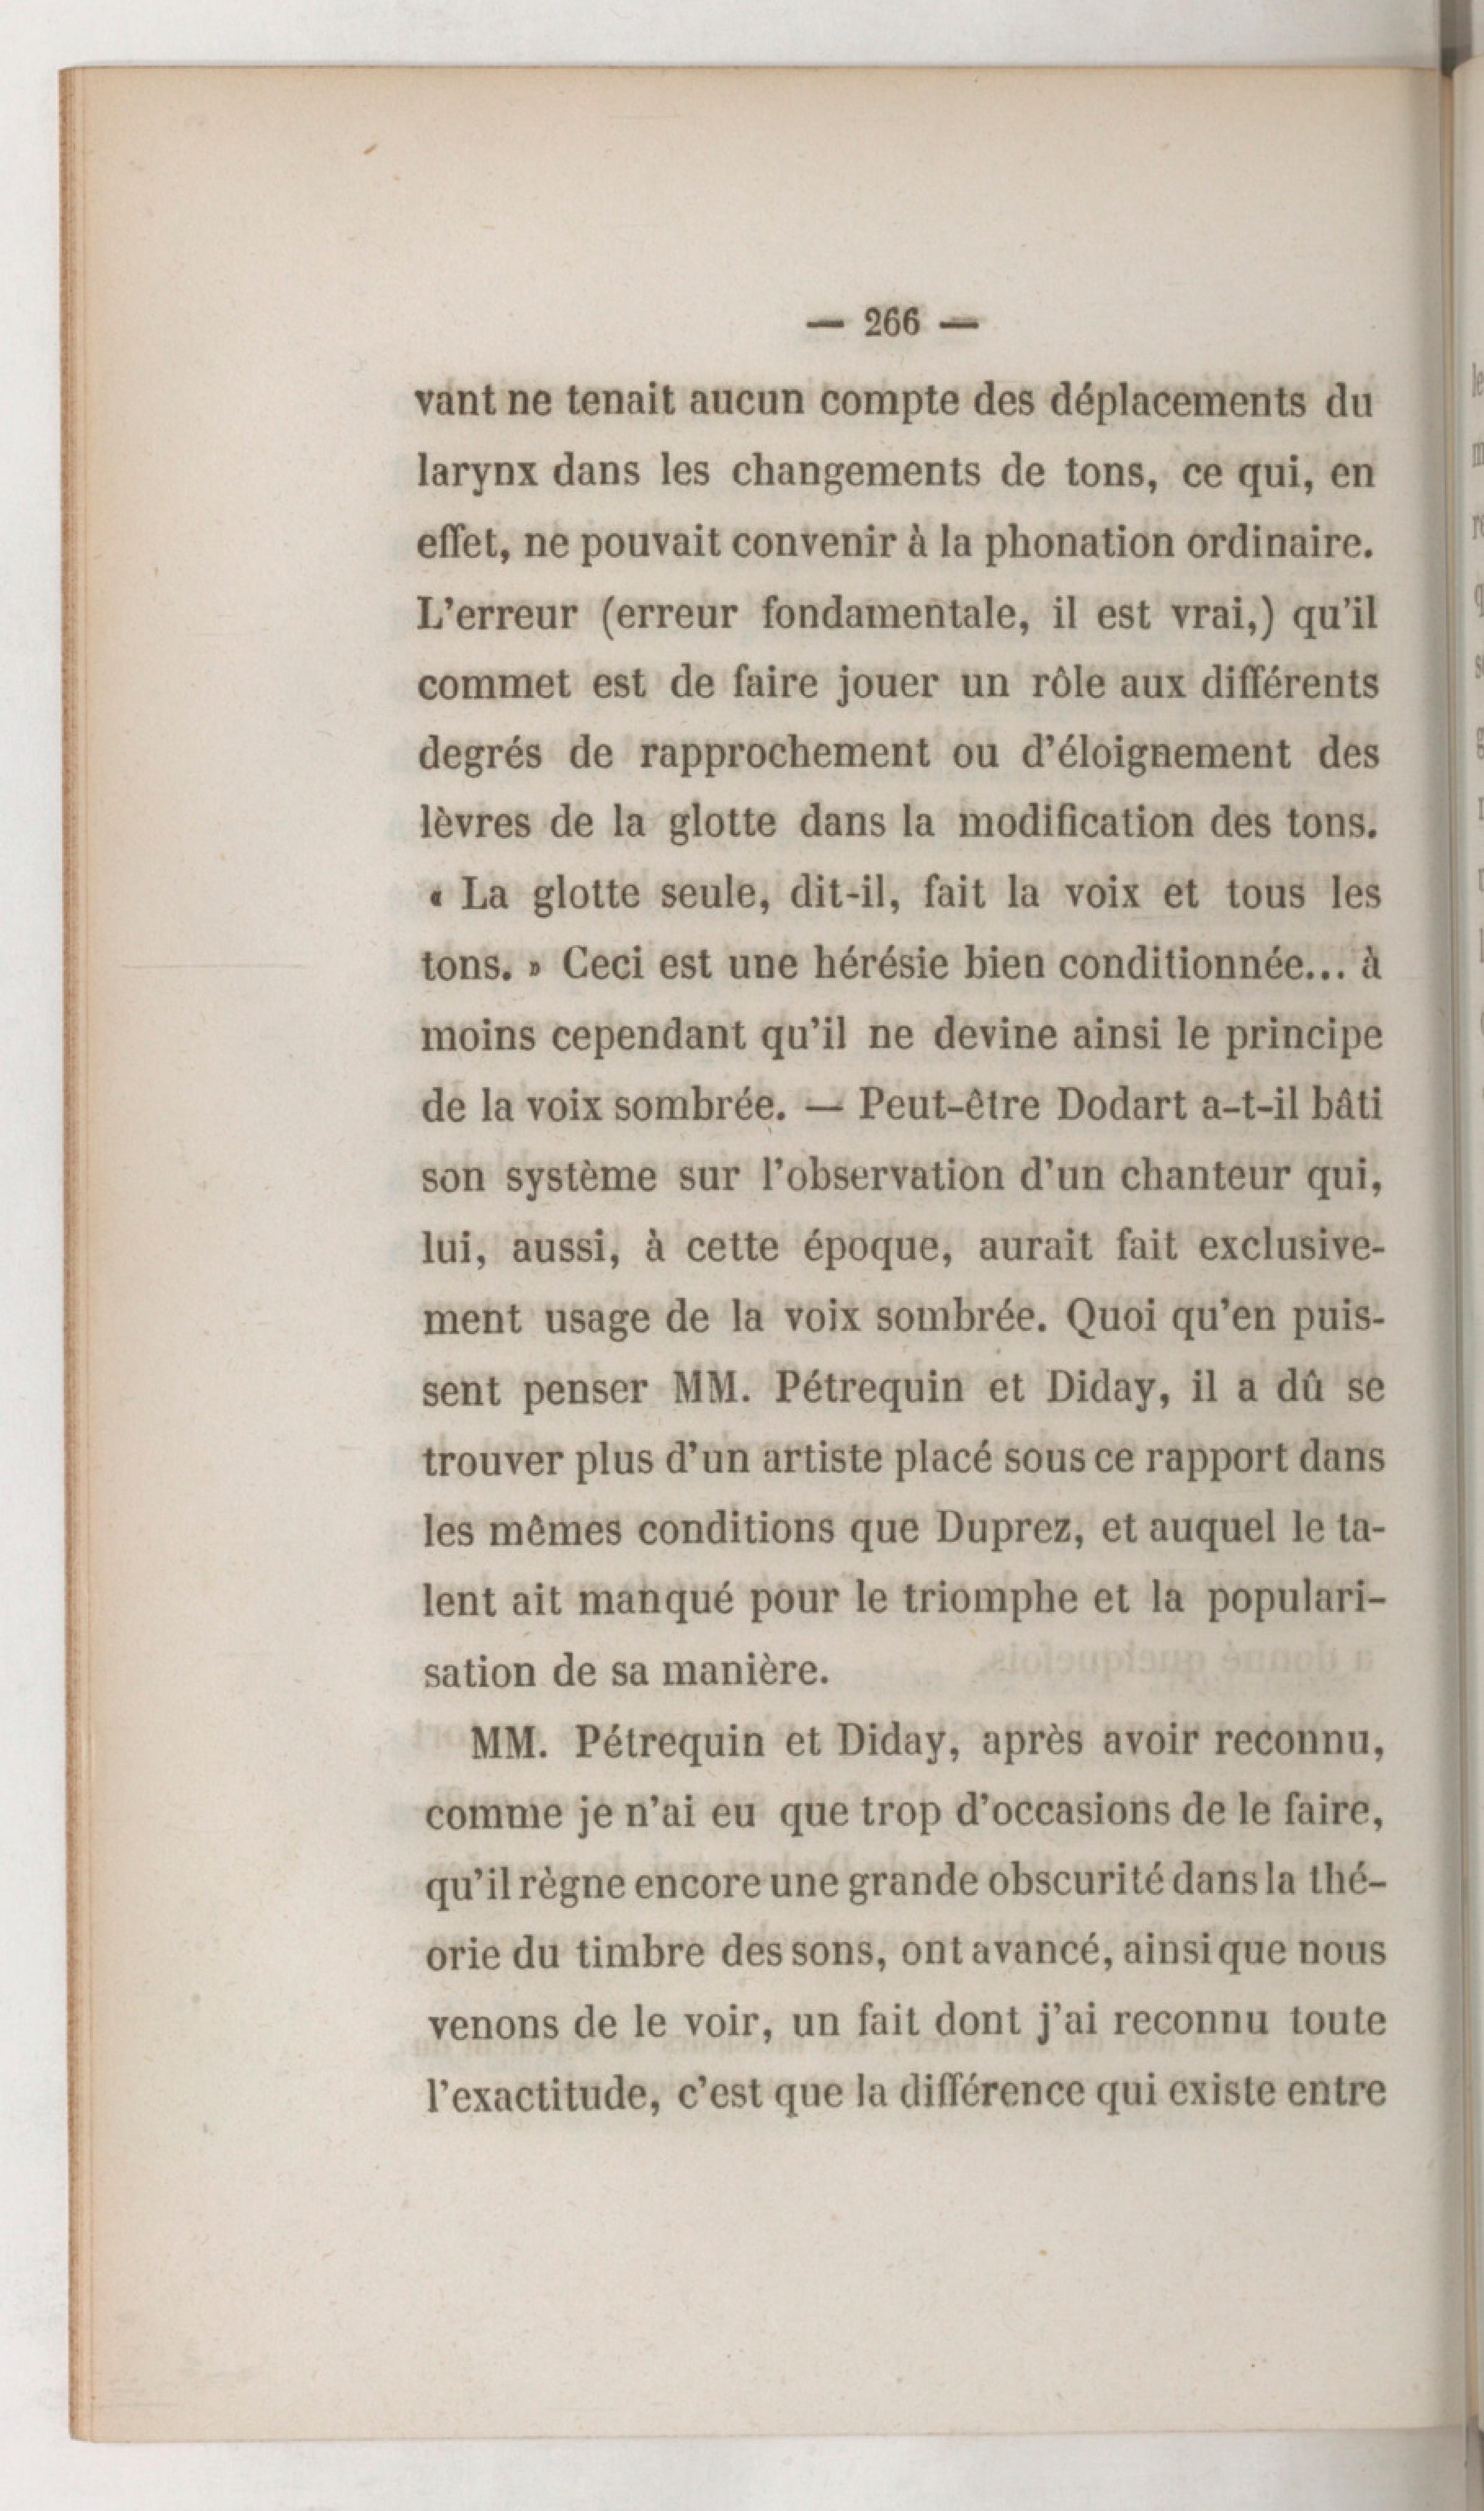 — 266 —
vant ne tenait aucun compte des déplacements du
larynx dans les changements de tons, ce qui, en
effet, ne pouvait convenir à la phonation ordinaire.
L'erreur (erreur fondamentale, il est vrai,) qu'il
commet est de faire jouer un rôle aux différents
degrés de rapprochement ou d'éloignement des
lèvres de la glotte dans la modification des tons.
« La glotte seule, dit-il, fait la voix et tous les
tons. » Ceci est une hérésie bien conditionnée... à
moins cependant qu'il ne devine ainsi le principe
de la voix sombrée. — Peut-être Dodart a-t-il bâti
son système sur l'observation d'un chanteur qui,
lui, aussi, à cette époque, aurait fait exclusive-
ment usage de la voix sombrée. Quoi qu'en puis-
sent penser MM. Pétrequin et Diday, il a dû se
trouver plus d'un artiste placé sous ce rapport dans
les mêmes conditions que Duprez, et auquel le ta-
lent ait manqué pour le triomphe et la populari-
sation de sa manière.
MM. Pétrequin et Diday, après avoir reconnu,
comme je n'ai eu que trop d'occasions de le faire,
qu'il règne encore une grande obscurité dans la thé-
orie du timbre des sons, ont avancé, ainsi que nous
venons de le voir, un fait dont j'ai reconnu toute
l'exactitude, c'est que la différence qui existe entre